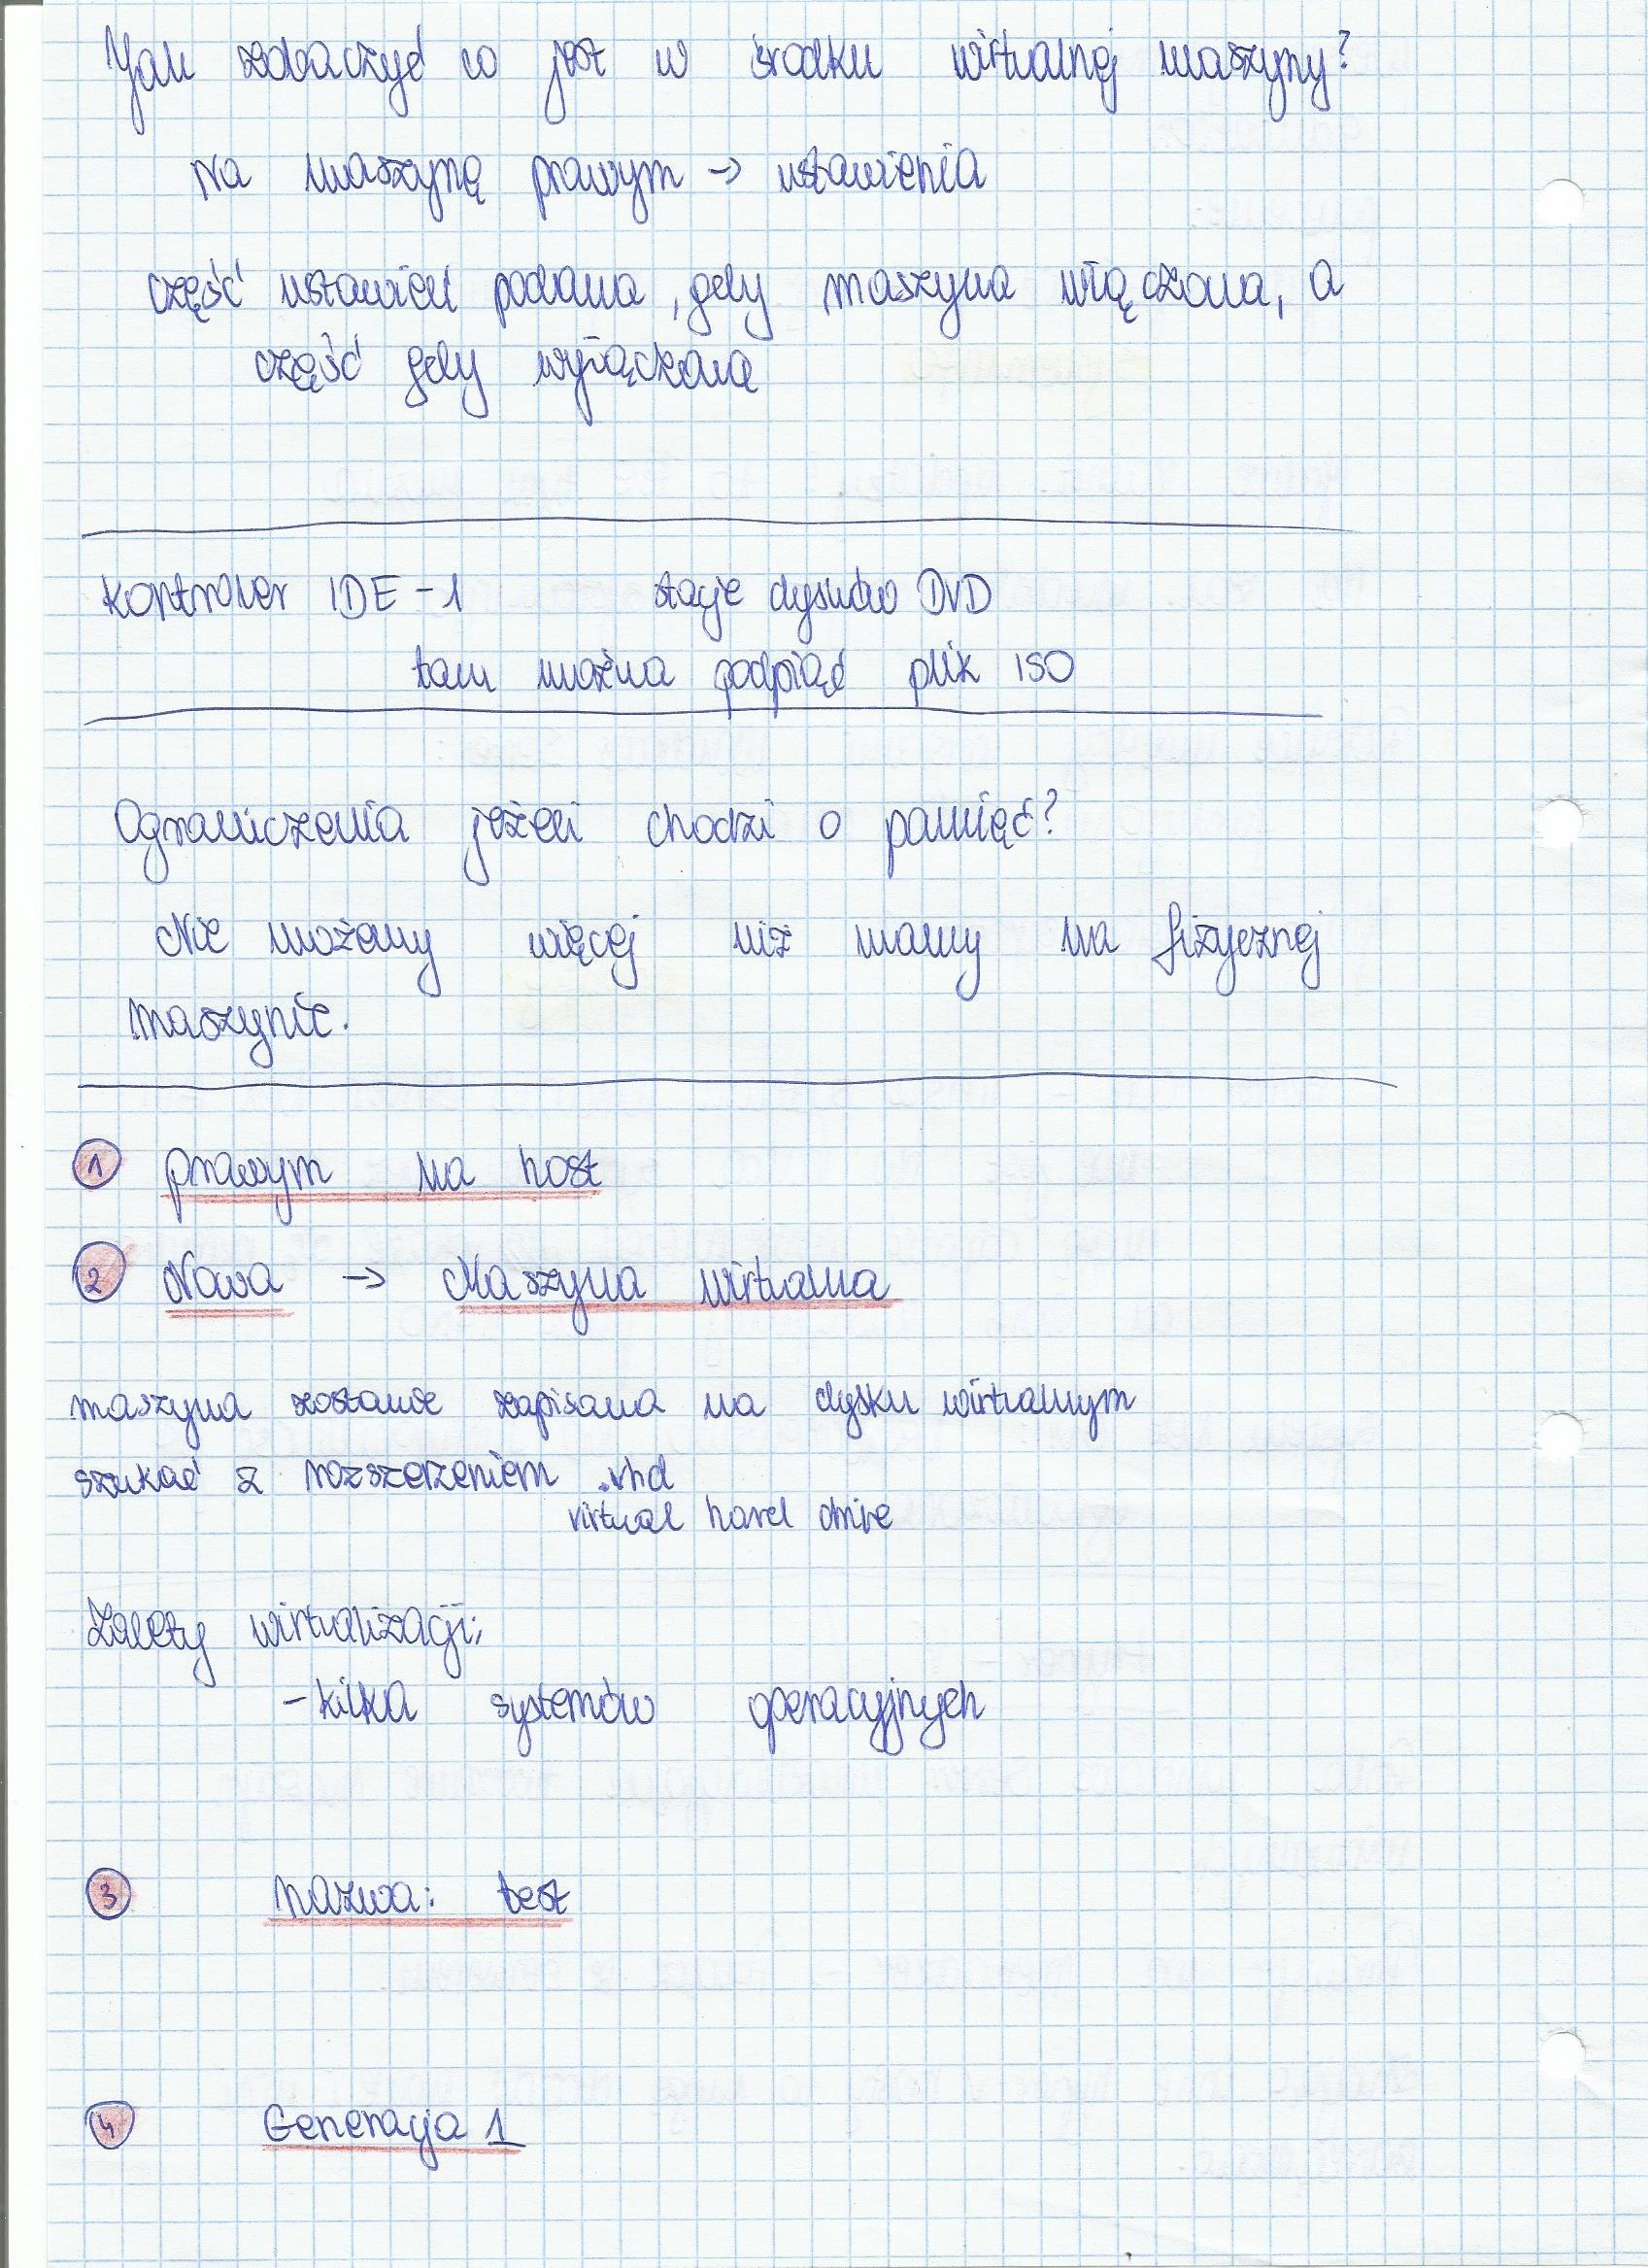 Jak zobaczyć co jest w środku wirtualnej maszyny?
Na maszynę prawym → ustawienia
część ustawień podana, gdy maszyna włączona, a
część gdy wyłączona
Kontroler IDE - 1 stacje dysków DVD
tam można podpiąć plik ISO
Ograniczenia jeżeli chodzi o pamięć?
Nie możemy więcej niż mamy na fizycznej
maszynie.
1 prawym na host
2 Nowa → Maszyna wirtualna
maszyna zostanie zapisana na dysku wirtualnym
szukać z rozszerzeniem .vhd
virtual hard drive
Zalety wirtualizacji:
- kilka systemów operacyjnych
3 nazwa: test
4 Generacja 1